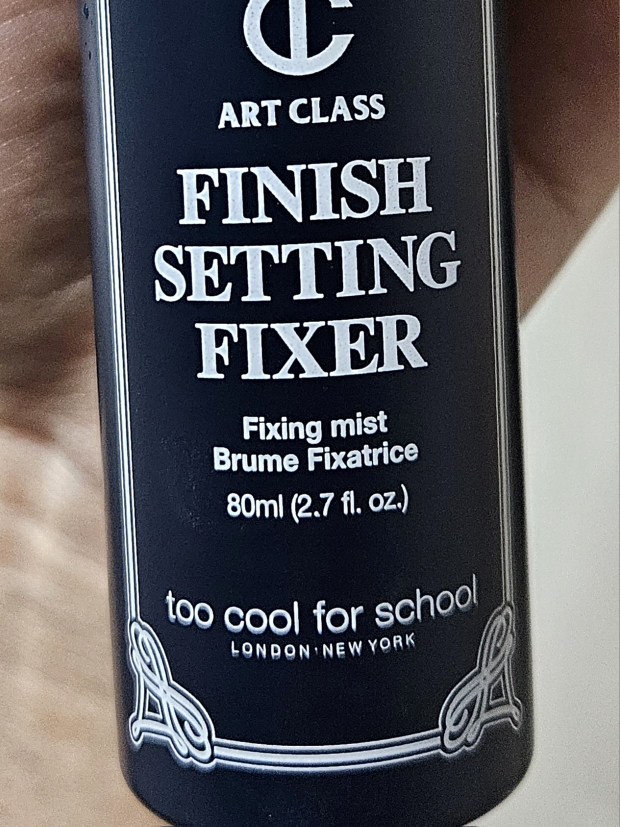 ART CLASS
FINISH
SETTING
FIXER
Fixing mist
Brume Fixatrice
80ml (2.7 fl. oz.)
too cool for school
LONDON·NEW YORK